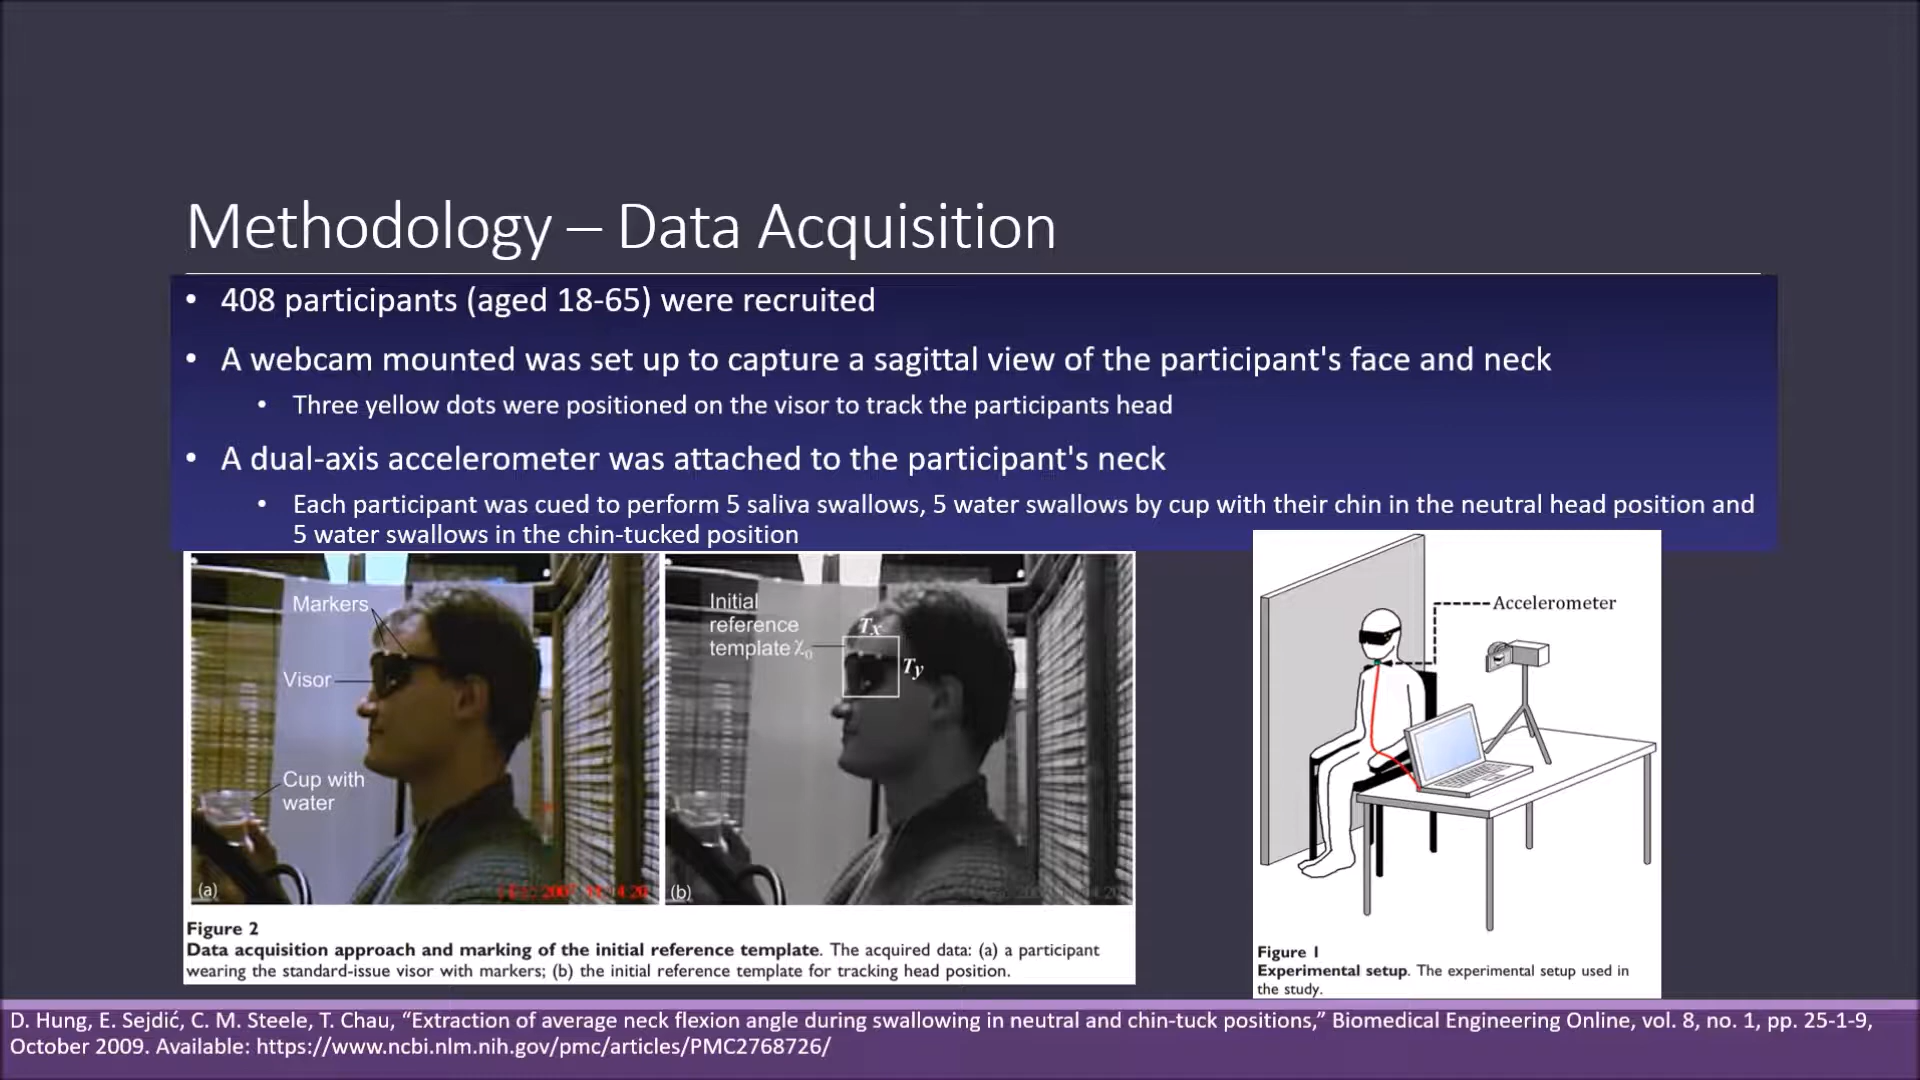 Methodology – Data Acquisition
• 408 participants (aged 18-65) were recruited
• A webcam mounted was set up to capture a sagittal view of the participant's face and neck
• Three yellow dots were positioned on the visor to track the participants head
• A dual-axis accelerometer was attached to the participant's neck
• Each participant was cued to perform 5 saliva swallows, 5 water swallows by cup with their chin in the neutral head position and
5 water swallows in the chin-tucked position
Markers
Visor
Cup with
water
(a)
Initial
reference
template χ₀
Tx
Ty
(b)
Figure 2
Data acquisition approach and marking of the initial reference template. The acquired data: (a) a participant
wearing the standard-issue visor with markers; (b) the initial reference template for tracking head position.
Accelerometer
Figure 1
Experimental setup. The experimental setup used in
the study.
D. Hung, E. Sejdić, C. M. Steele, T. Chau, “Extraction of average neck flexion angle during swallowing in neutral and chin-tuck positions,” Biomedical Engineering Online, vol. 8, no. 1, pp. 25-1-9,
October 2009. Available: https://www.ncbi.nlm.nih.gov/pmc/articles/PMC2768726/